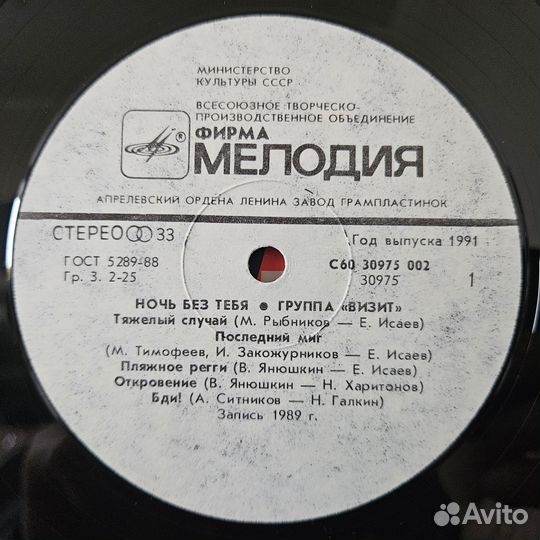 МИНИСТЕРСТВО
КУЛЬТУРЫ СССР
ВСЕСОЮЗНОЕ ТВОРЧЕСКО-
ПРОИЗВОДСТВЕННОЕ ОБЪЕДИНЕНИЕ
®
ФИРМА
МЕЛОДИЯ
АПРЕЛЕВСКИЙ ОРДЕНА ЛЕНИНА ЗАВОД ГРАМПЛАСТИНОК
СТЕРЕО 33
Год выпуска 1991
ГОСТ 5289-88
С60 30975 002
Гр. 3. 2-25
30975
1
НОЧЬ БЕЗ ТЕБЯ ● ГРУППА «ВИЗИТ»
Тяжелый случай (М. Рыбников — Е. Исаев)
Последний миг
(М. Тимофеев, И. Закожурников — Е. Исаев)
Пляжное регги (В. Янюшкин — Е. Исаев)
Откровение (В. Янюшкин — Н. Харитонов)
Бди! (А. Ситников — Н. Галкин)
Запись 1989 г.
Avito